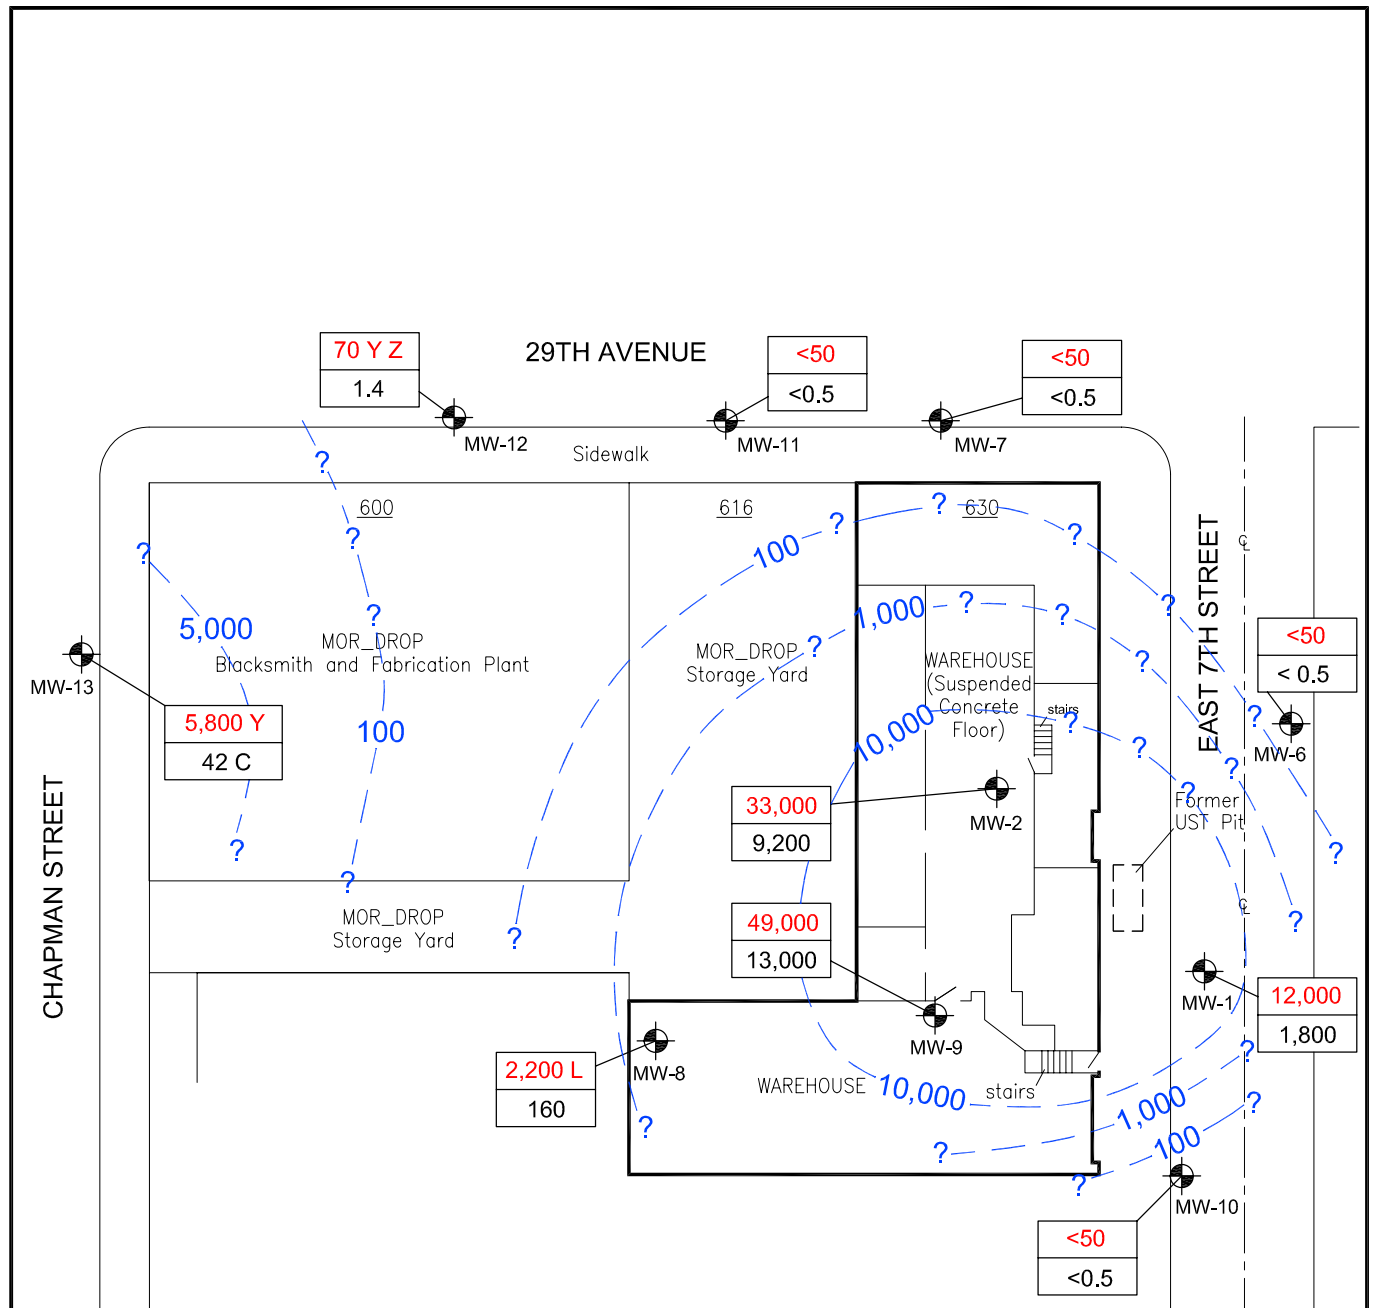 70 Y Z
1.4
29TH AVENUE
<50
<0.5
<50
<0.5
MW-12
MW-11
MW-7
Sidewalk
?
600
616
630
?
?
?
100
?
?
?
EAST 7TH STREET
℄
5,000
?
1,000
?
?
?
MOR_DROP
Blacksmith and Fabrication Plant
MOR_DROP
Storage Yard
?
WAREHOUSE
(Suspended
Concrete
Floor)
?
<50
< 0.5
MW-13
5,800 Y
42 C
100
10,000
stairs
?
?
?
?
MW-6
33,000
9,200
MW-2
?
Former
UST Pit
CHAPMAN STREET
?
?
?
49,000
13,000
MOR_DROP
Storage Yard
?
℄
?
MW-1
12,000
1,800
MW-9
MW-8
2,200 L
160
WAREHOUSE
10,000
stairs
?
?
1,000
?
?
100
?
MW-10
<50
<0.5